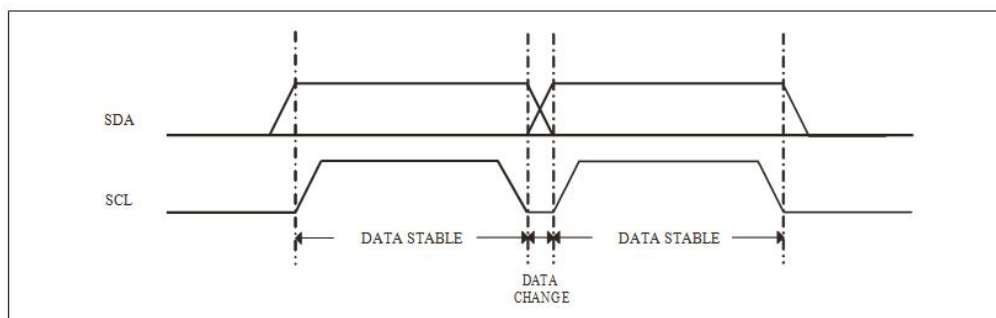 SDA
SCL
DATA STABLE DATA STABLE
DATA
CHANGE